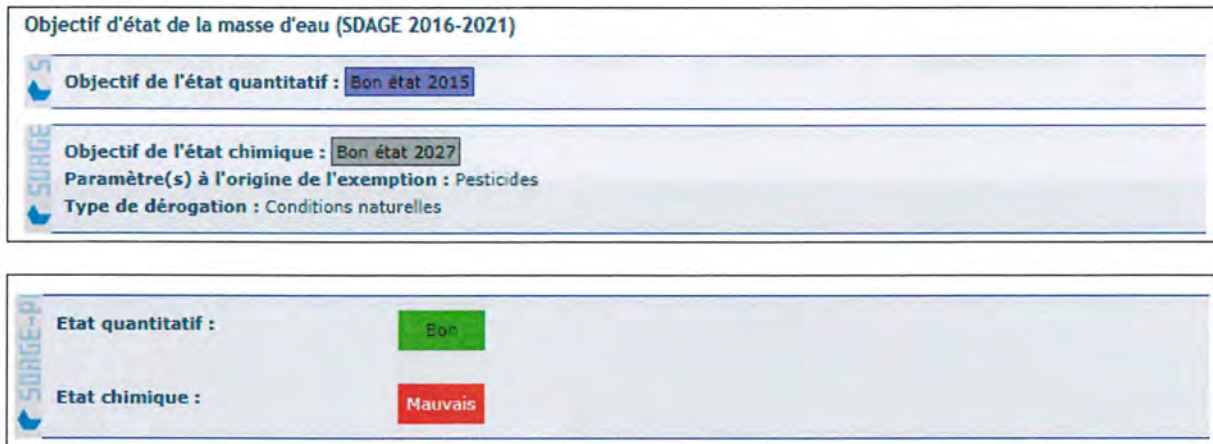 Objectif d'état de la masse d'eau (SDAGE 2016-2021)
Objectif de l'état quantitatif : Bon état 2015
Objectif de l'état chimique : Bon état 2027
Paramètre(s) à l'origine de l'exemption : Pesticides
Type de dérogation : Conditions naturelles
Etat quantitatif : Bon
Etat chimique : Mauvais